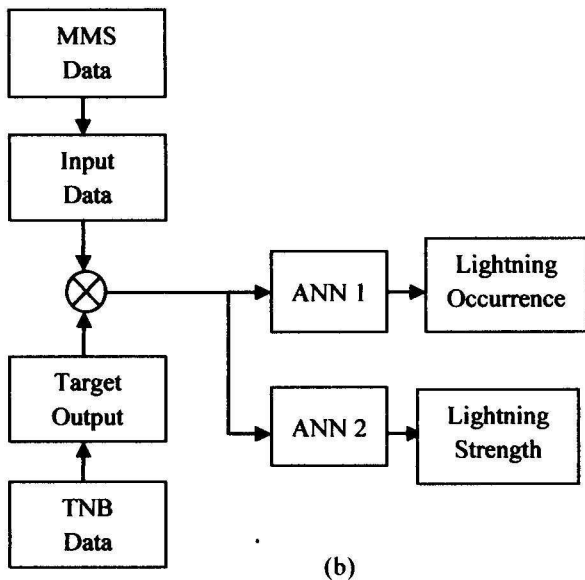 MMS
Data
Input
Data
ANN 1
Lightning
Occurrence
Target
Output
ANN 2
Lightning
Strength
TNB
Data
(b)